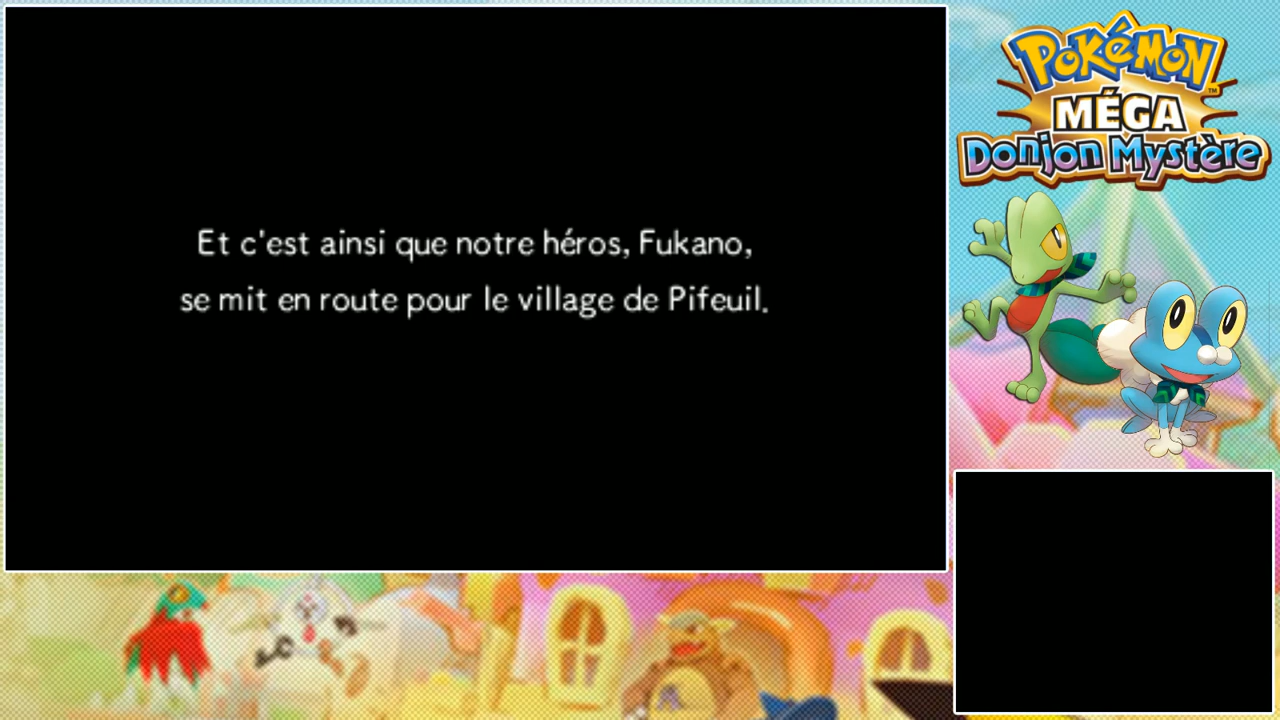 POKÉMON
™
MÉGA
Donjon Mystère
Et c'est ainsi que notre héros, Fukano,
se mit en route pour le village de Pifeuil.